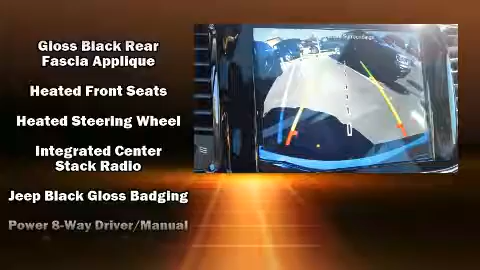 Gloss Black Rear
Fascia Applique
Heated Front Seats
Heated Steering Wheel
Integrated Center
Stack Radio
Jeep Black Gloss Badging
Power 8-Way Driver/Manual